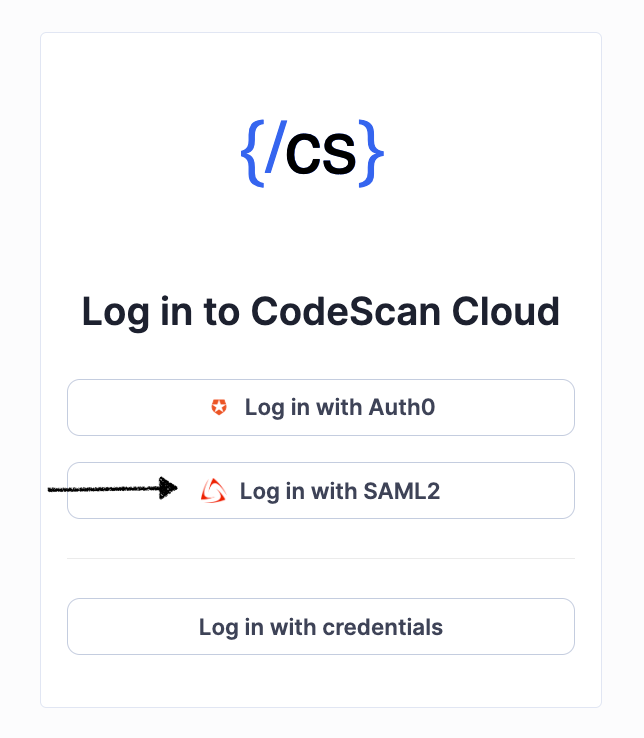 {/CS}
Log in to CodeScan Cloud
Log in with Auth0
Log in with SAML2
Log in with credentials